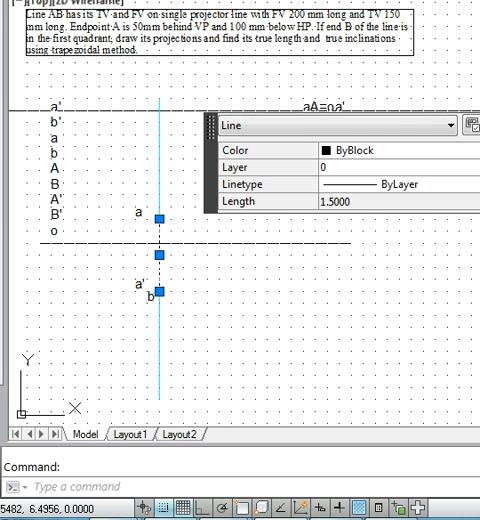 [−][Top][2D Wireframe]
Line AB has its TV and FV on single projector line with FV 200 mm long and TV 150
mm long. Endpoint A is 50mm behind VP and 100 mm below HP. If end B of the line is
in the first quadrant, draw its projections and find its true length and true inclinations
using trapezoidal method.
a'
b'
a
b
A
B
A'
B'
o
aA=oa'
Line
Color ByBlock
Layer 0
Linetype ByLayer
Length 1.5000
a
a'
b
Y
X
Model Layout1 Layout2
Command:
Type a command
5482, 6.4956, 0.0000